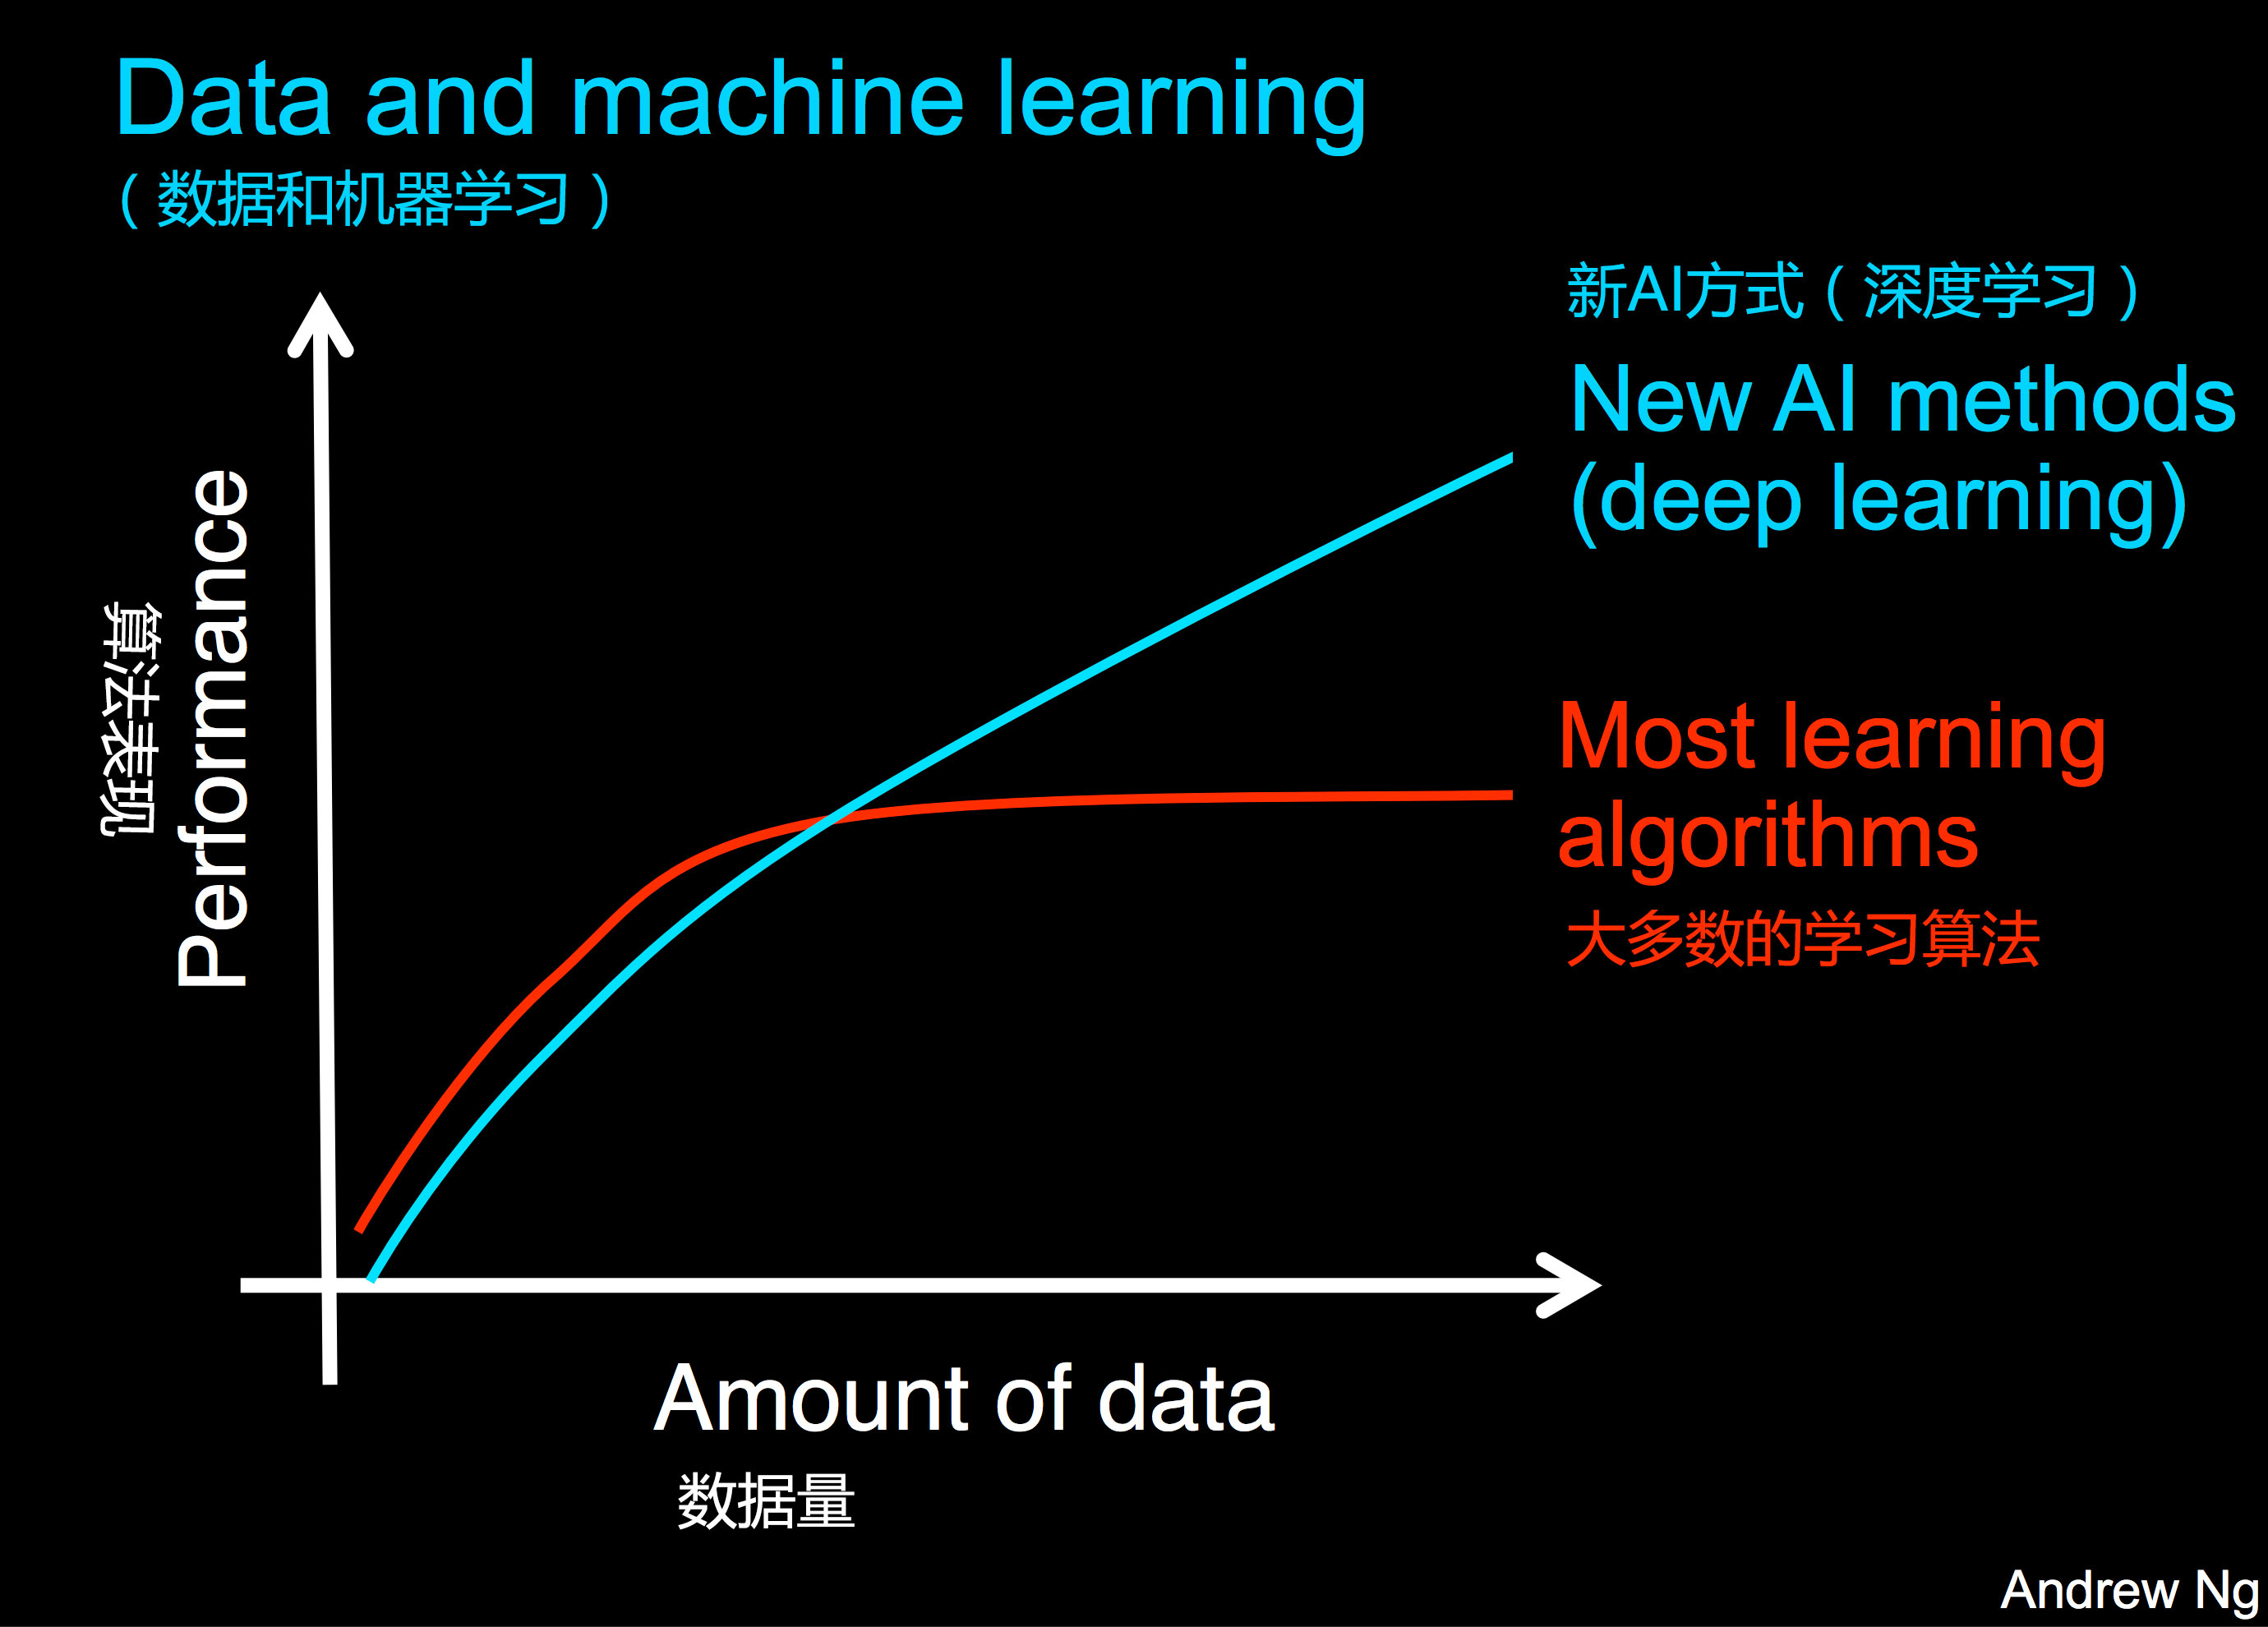 Data and machine learning
（数据和机器学习）
新AI方式（深度学习）
New AI methods
(deep learning)
Performance
算法表现
Most learning
algorithms
大多数的学习算法
Amount of data
数据量
Andrew Ng